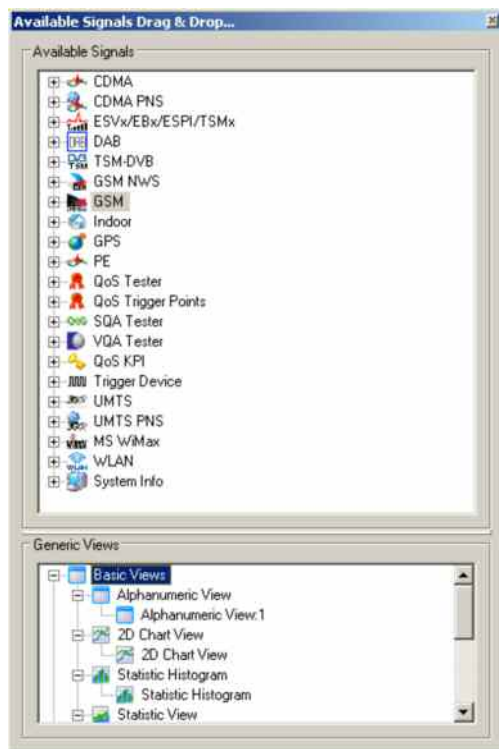 Available Signals Drag & Drop...
Available Signals
CDMA
CDMA PNS
ESVx/EBx/ESPI/TSMx
DAB
TSM-DVB
GSM NWS
GSM
Indoor
GPS
PE
QoS Tester
QoS Trigger Points
SQA Tester
VQA Tester
QoS KPI
Trigger Device
UMTS
UMTS PNS
MS WiMax
WLAN
System Info
Generic Views
Basic Views
Alphanumeric View
Alphanumeric View:1
2D Chart View
2D Chart View
Statistic Histogram
Statistic Histogram
Statistic View